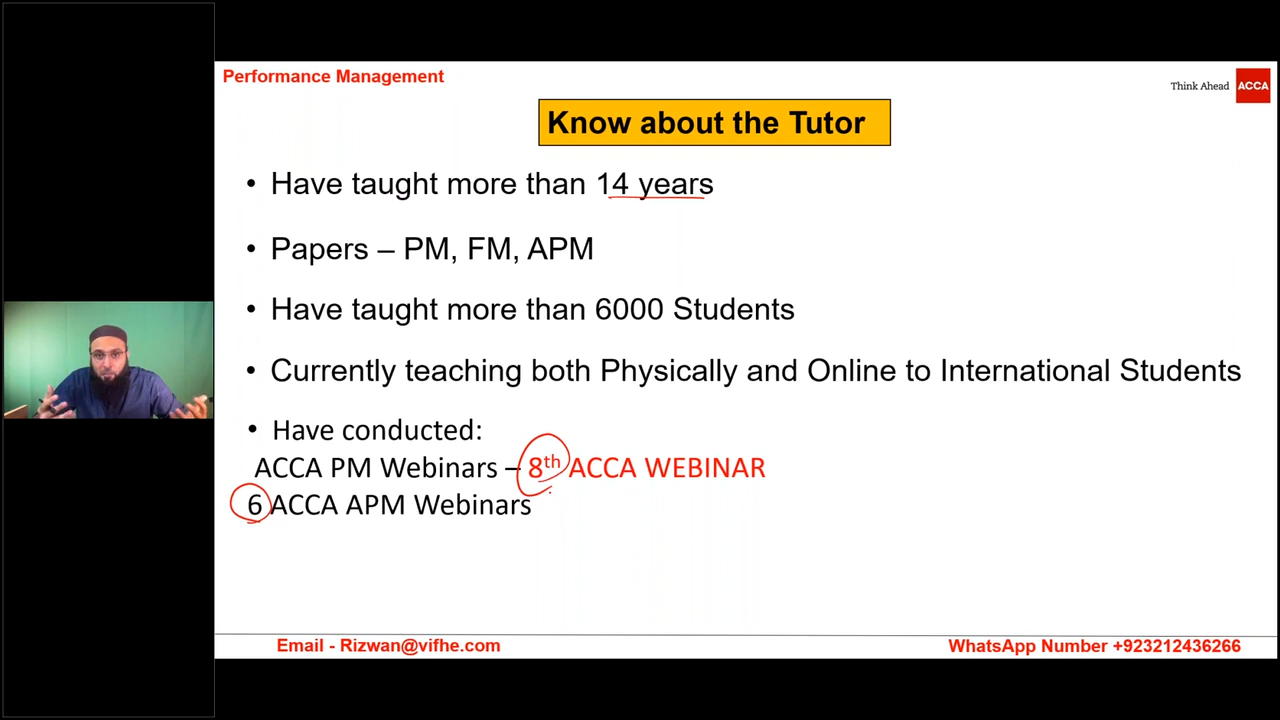 Performance Management
Think Ahead ACCA
Know about the Tutor
• Have taught more than 14 years
• Papers – PM, FM, APM
• Have taught more than 6000 Students
• Currently teaching both Physically and Online to International Students
• Have conducted:
ACCA PM Webinars – 8th ACCA WEBINAR
6 ACCA APM Webinars
Email - Rizwan@vifhe.com
WhatsApp Number +923212436266